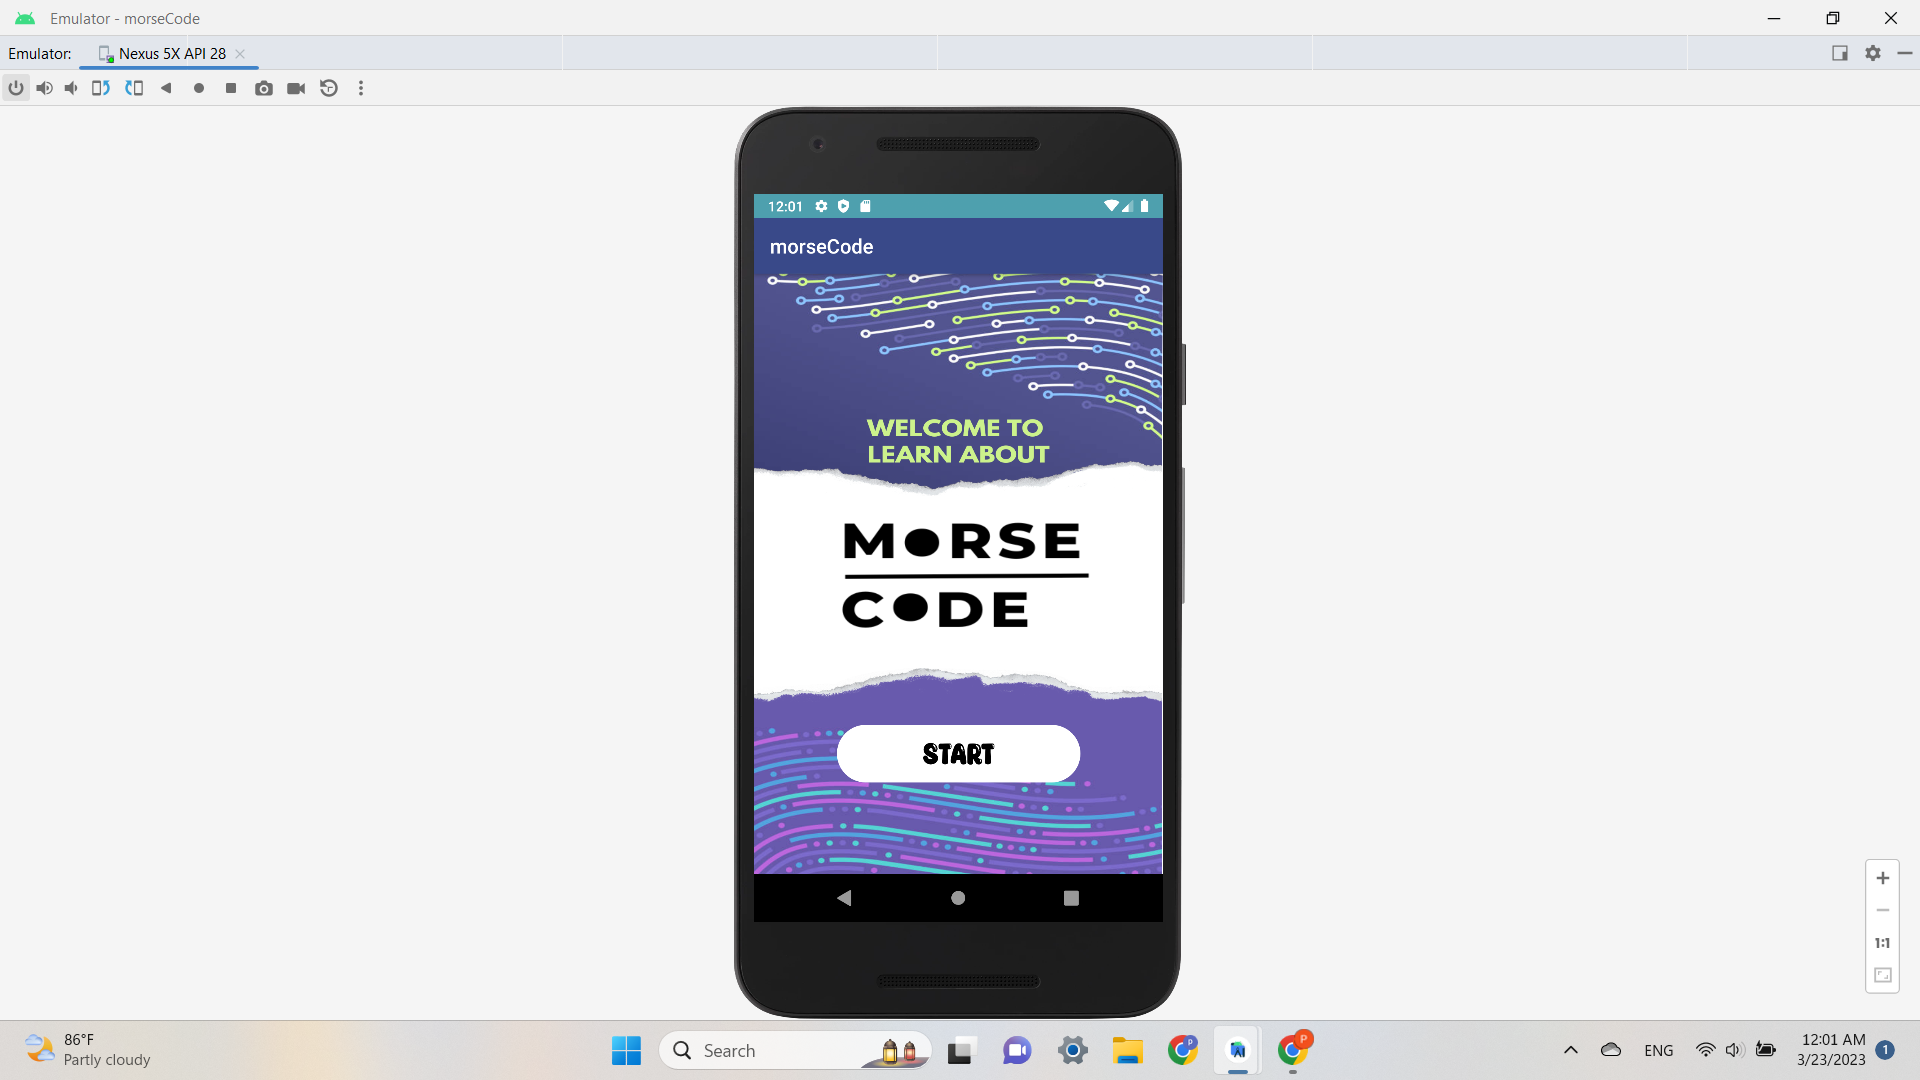 Emulator - morseCode
Emulator: Nexus 5X API 28
12:01
morseCode
WELCOME TO
LEARN ABOUT
MORSE
CODE
START
1:1
86°F
Partly cloudy
Search
ENG
12:01 AM
3/23/2023
1